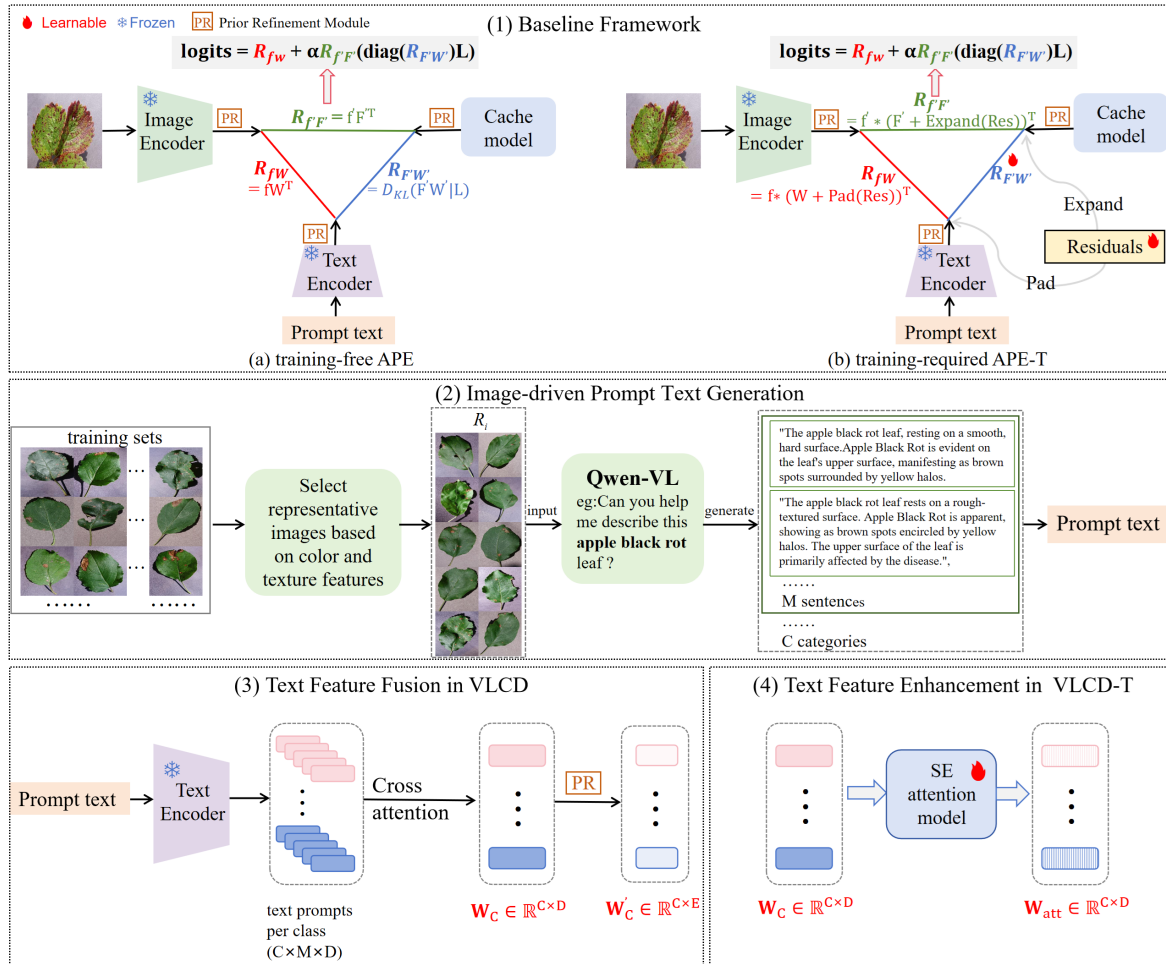 Learnable
Frozen
PR
Prior Refinement Module
(1) Baseline Framework
logits = R_fw + αR_f'F'(diag(R_F'W')L)
Image
Encoder
PR
R_f'F' = f'F'T
PR
Cache
model
R_fW
= fW^T
R_F'W'
= D_KL(F'W'|L)
PR
Text
Encoder
Prompt text
(a) training-free APE
logits = R_fw + αR_f'F'(diag(R_F'W')L)
Image
Encoder
PR
R_f'F'
= f' * (F' + Expand(Res))^T
PR
Cache
model
R_fW
= f* (W + Pad(Res))^T
R_F'W'
Expand
Residuals
Pad
PR
Text
Encoder
Prompt text
(b) training-required APE-T
(2) Image-driven Prompt Text Generation
training sets
... ...
... ...
Select
representative
images based
on color and
texture features
R_i
input
Qwen-VL
eg:Can you help
me describe this
apple black rot
leaf ?
generate
"The apple black rot leaf, resting on a smooth,
hard surface.Apple Black Rot is evident on
the leaf's upper surface, manifesting as brown
spots surrounded by yellow halos.
"The apple black rot leaf rests on a rough-
textured surface. Apple Black Rot is apparent,
showing as brown spots encircled by yellow
halos. The upper surface of the leaf is
primarily affected by the disease.",
......
M sentences
......
C categories
Prompt text
(3) Text Feature Fusion in VLCD
Prompt text
Text
Encoder
text prompts
per class
(C×M×D)
Cross
attention
W_C ∈ ℝ^C×D
PR
W'_C ∈ ℝ^C×E
(4) Text Feature Enhancement in VLCD-T
W_C ∈ ℝ^C×D
SE
attention
model
W_att ∈ ℝ^C×D